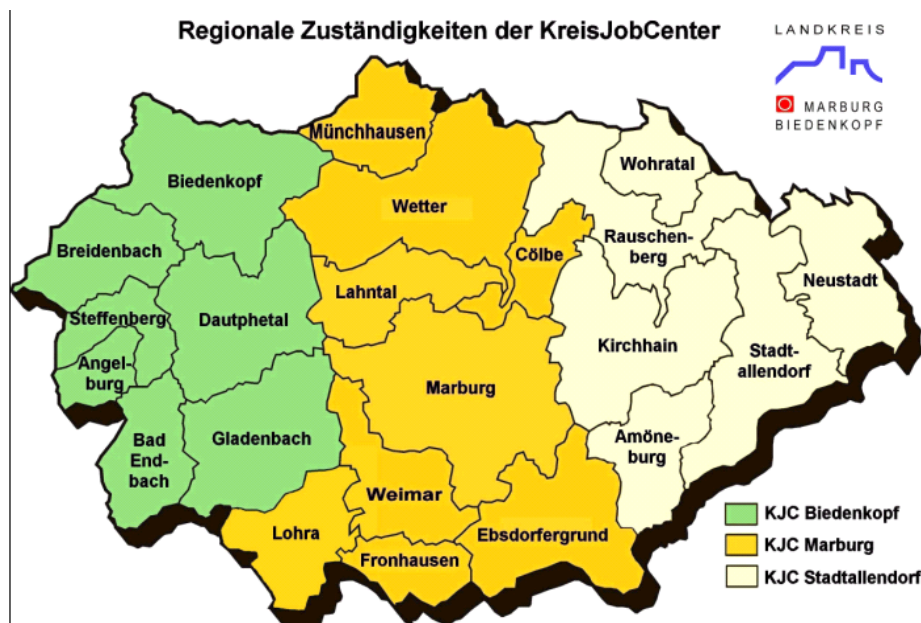 Regionale Zuständigkeiten der KreisJobCenter
LANDKREIS
MARBURG
BIEDENKOPF
Münchhausen
Wohratal
Biedenkopf
Wetter
Rauschen-
berg
Breidenbach
Cölbe
Neustadt
Lahntal
Steffenberg
Dautphetal
Kirchhain
Stadt-
allendorf
Angel-
burg
Marburg
Amöne-
burg
Bad
End-
bach
Gladenbach
Weimar
Lohra
Ebsdorfergrund
Fronhausen
KJC Biedenkopf
KJC Marburg
KJC Stadtallendorf